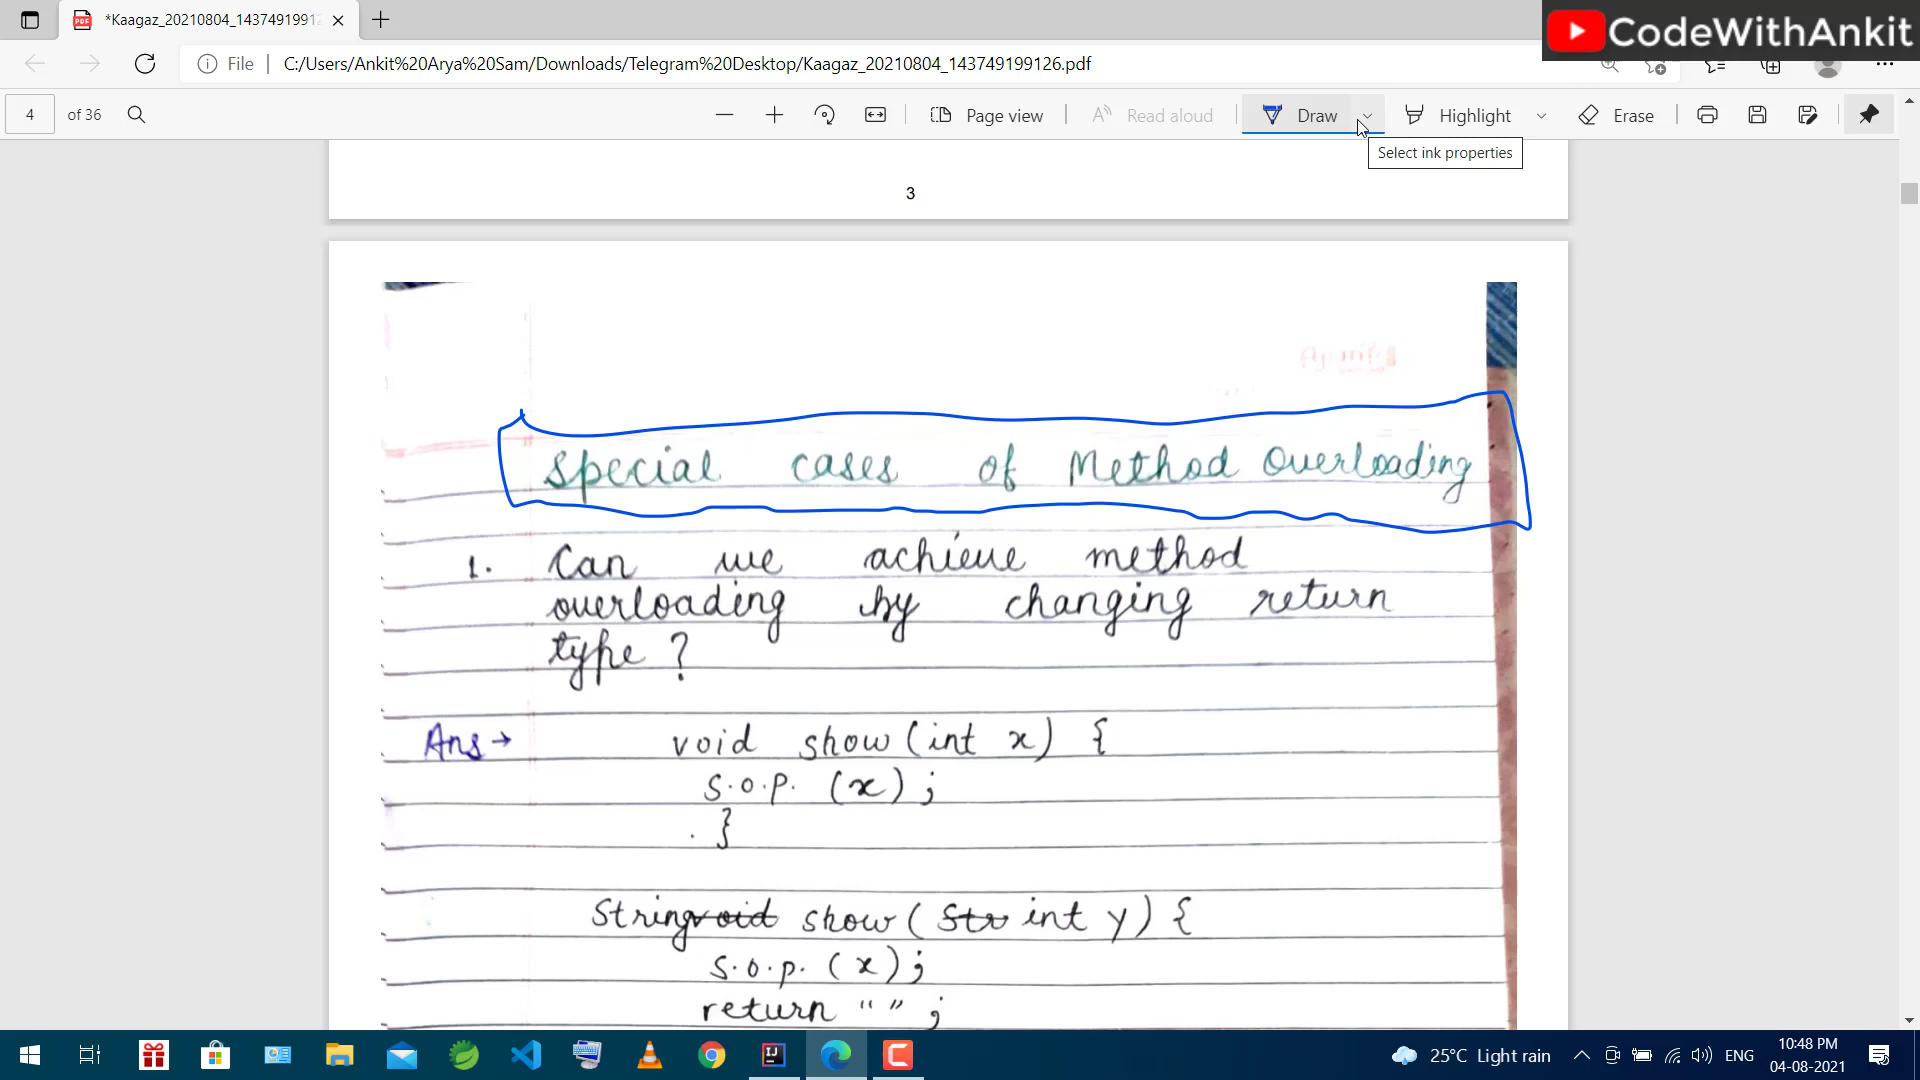 *Kaagaz_20210804_14374919912
CodeWithAnkit
File
C:/Users/Ankit%20Arya%20Sam/Downloads/Telegram%20Desktop/Kaagaz_20210804_143749199126.pdf
4 of 36
Page view
Read aloud
Draw
Highlight
Erase
Select ink properties
3
Special cases of Method Overloading
1. Can we achieve method
overloading by changing return
type ?
Ans → void show (int x) {
S.o.p. (x) ;
. }
String void show ( Str int y) {
S.o.p. (x) ;
return " " ;
25°C Light rain
ENG
10:48 PM
04-08-2021